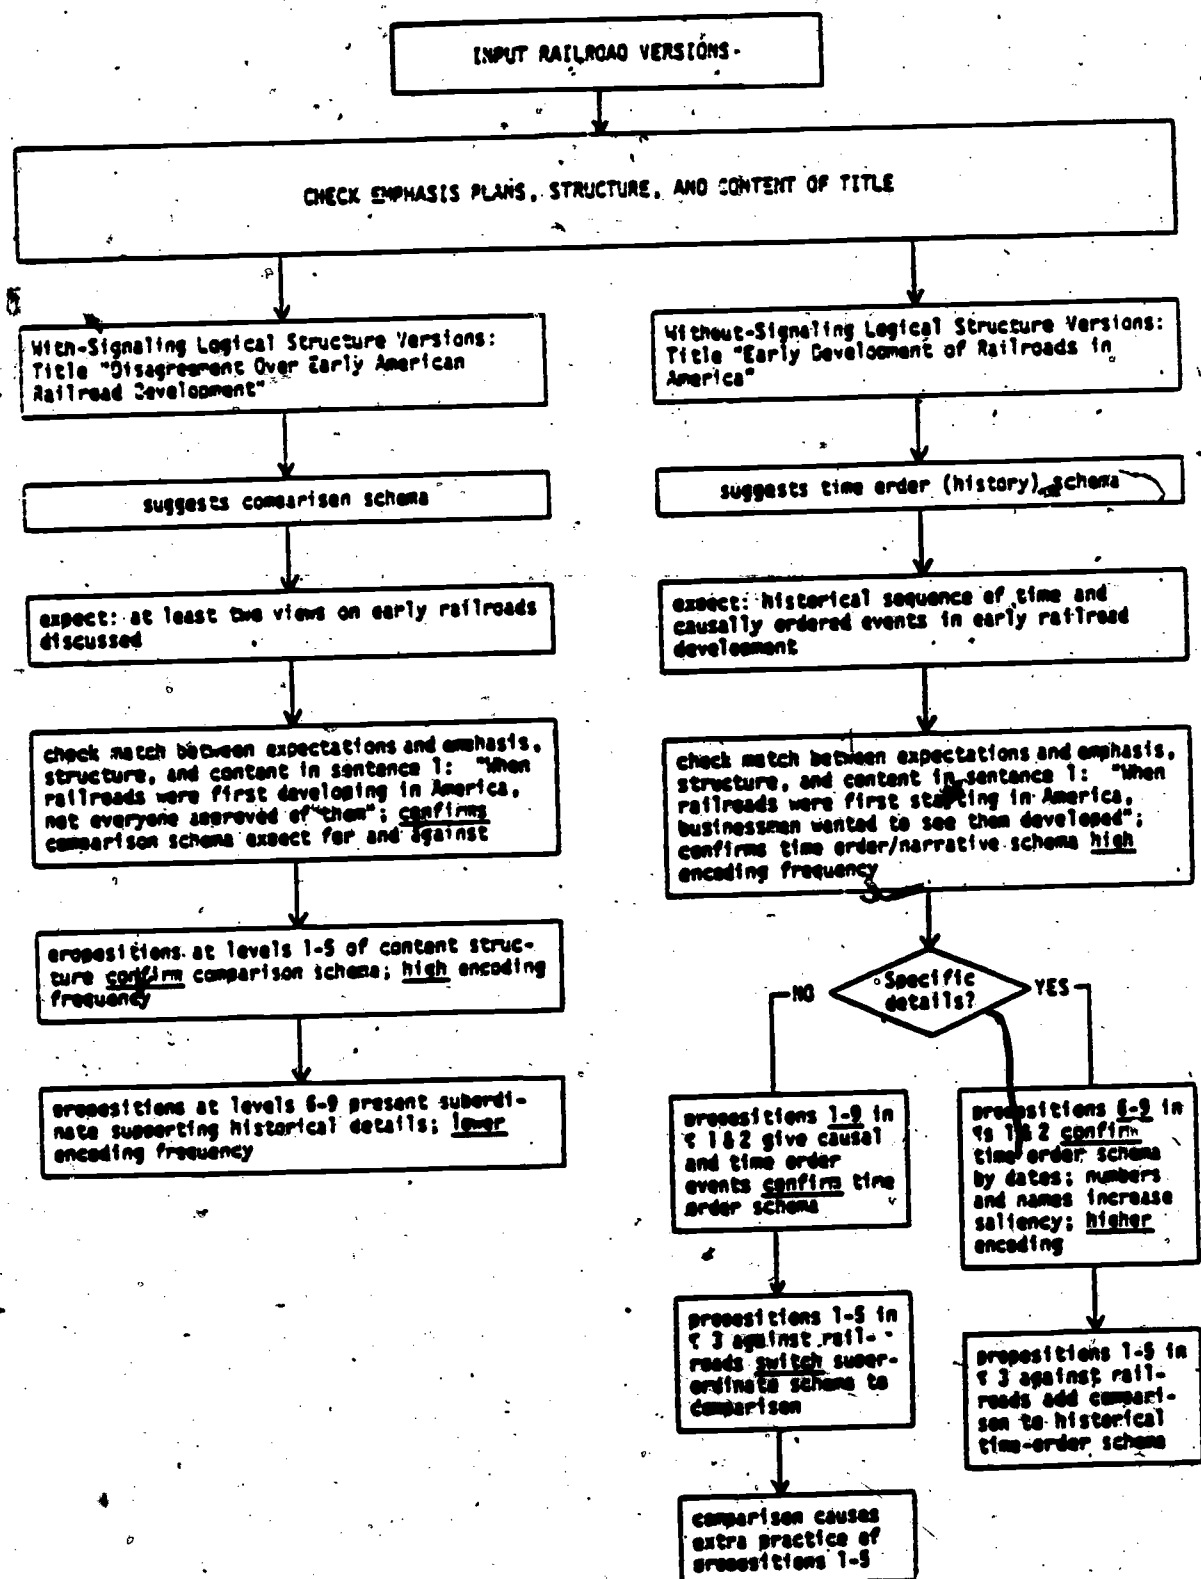 INPUT RAILROAD VERSIONS
CHECK EMPHASIS PLANS, STRUCTURE, AND CONTENT OF TITLE
With-Signaling Logical Structure Versions:
Title "Disagreement Over Early American
Railroad Development"
suggests comparison schema
expect: at least two views on early railroads
discussed
check match between expectations and emphasis,
structure, and content in sentence 1: "When
railroads were first developing in America,
not everyone approved of them"; confirms
comparison schema expect for and against
propositions at levels 1-5 of content struc-
ture confirm comparison schema; high encoding
frequency
propositions at levels 6-9 present subordi-
nate supporting historical details; lower
encoding frequency
Without-Signaling Logical Structure Versions:
Title "Early Development of Railroads in
America"
suggests time order (history) schema
expect: historical sequence of time and
causally ordered events in early railroad
development
check match between expectations and emphasis,
structure, and content in sentence 1: "When
railroads were first starting in America,
businessmen wanted to see them developed";
confirms time order/narrative schema high
encoding frequency
Specific
details?
NO
YES
propositions 1-9 in
¶ 1 & 2 give causal
and time order
events confirm time
order schema
propositions 1-5 in
¶ 3 against rail-
roads switch super-
ordinate schema to
comparison
comparison causes
extra practice of
propositions 1-5
propositions 6-9 in
¶s 1 & 2 confirm
time order schema
by dates; numbers
and names increase
saliency; higher
encoding
propositions 1-5 in
¶ 3 against rail-
roads add compari-
son to historical
time-order schema